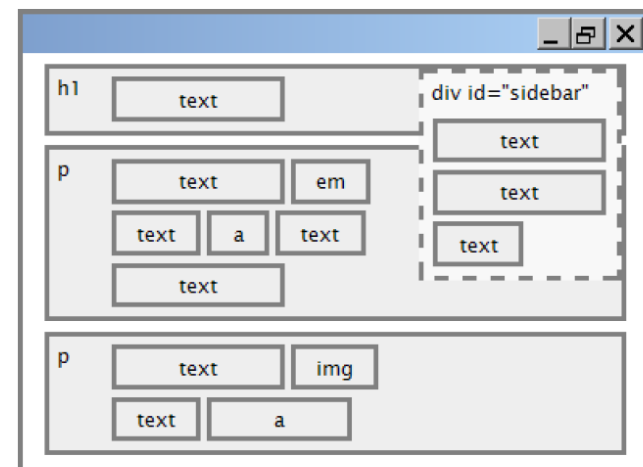 h1
text
div id="sidebar"
text
text
text
p
text em
text a text
text
p
text img
text a